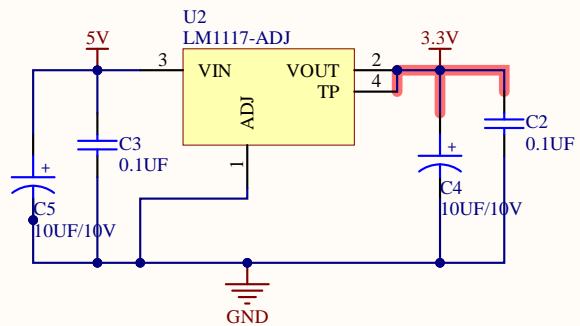 U2
5V
LM1117-ADJ
3.3V
3
VIN
VOUT
2
TP
4
ADJ
1
C3
0.1UF
C2
0.1UF
+
C5
10UF/10V
+
C4
10UF/10V
GND